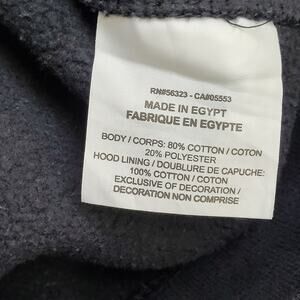 RN#56323 - CA#05553
MADE IN EGYPT
FABRIQUE EN EGYPTE
BODY / CORPS: 80% COTTON / COTON
20% POLYESTER
HOOD LINING / DOUBLURE DE CAPUCHE:
100% COTTON / COTON
EXCLUSIVE OF DECORATION /
DECORATION NON COMPRISE